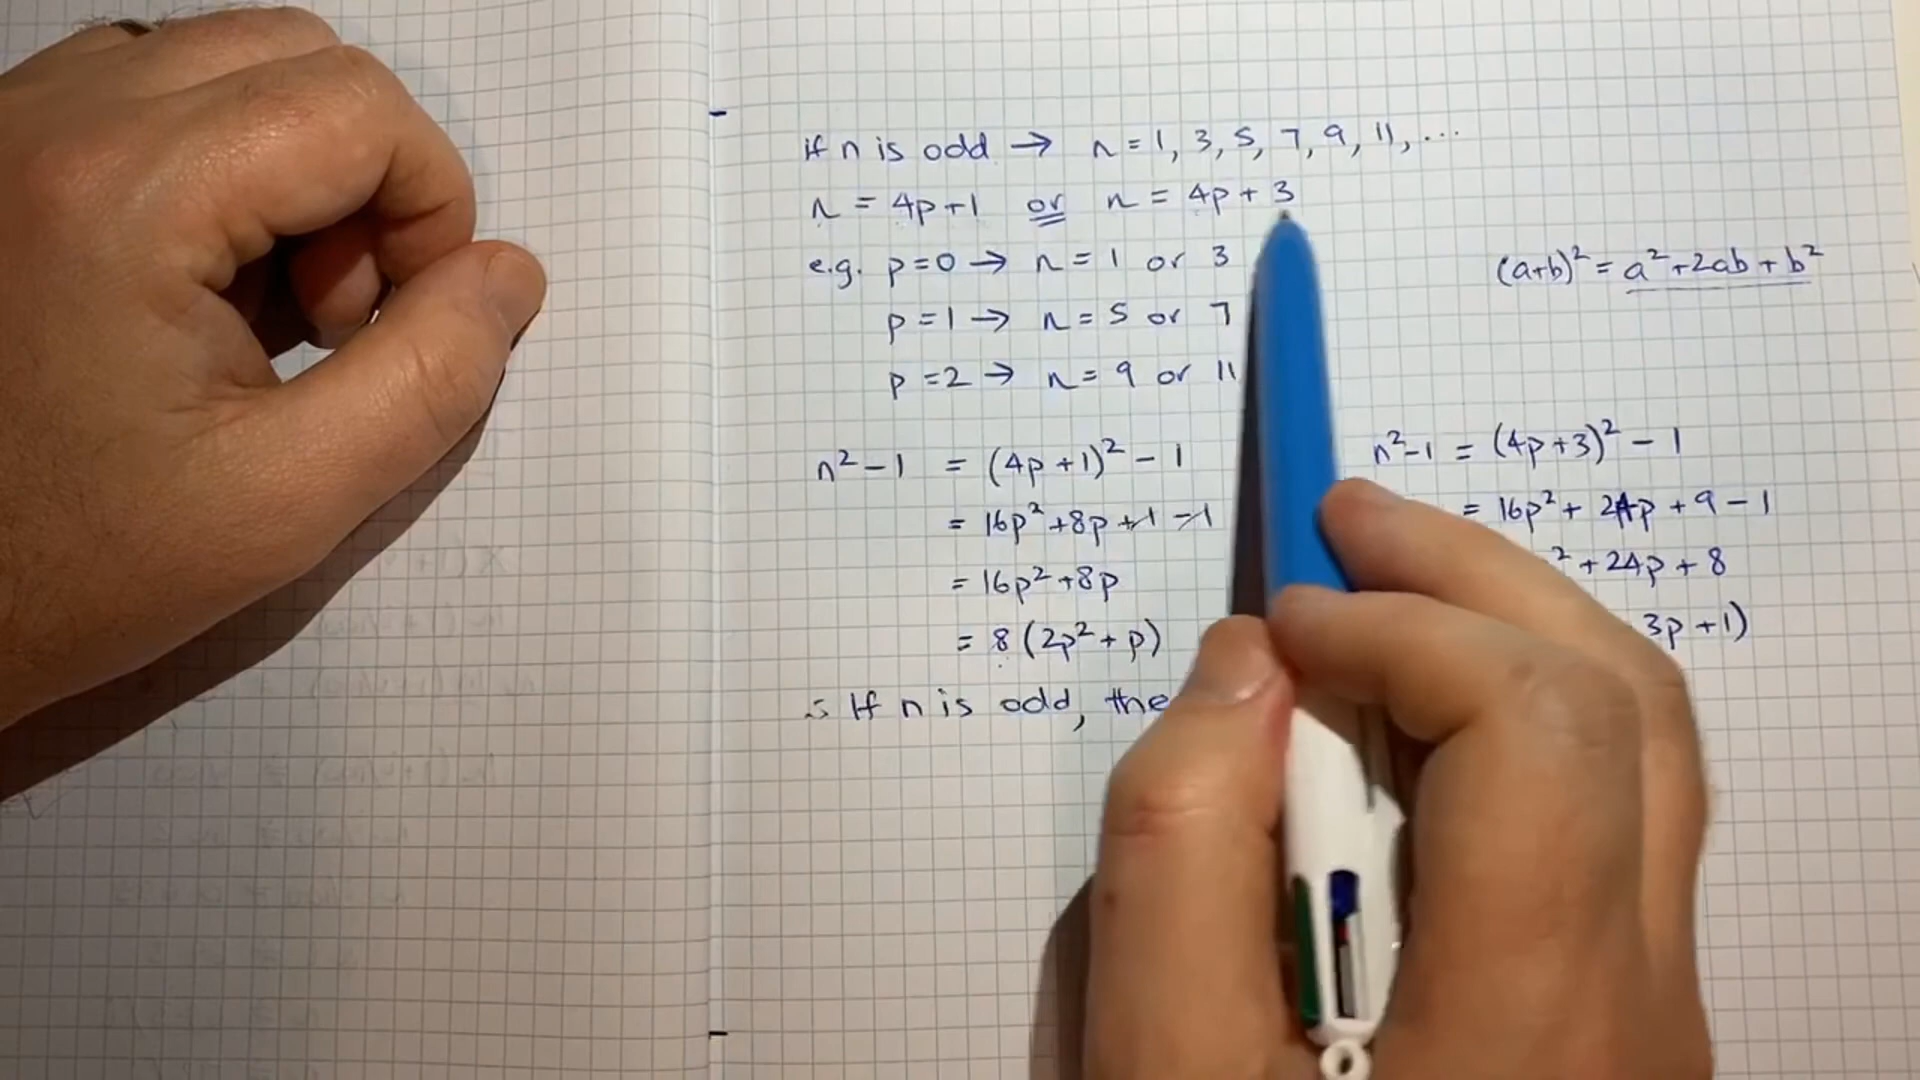 if n is odd → n = 1, 3, 5, 7, 9, 11, ...
n = 4p+1 or n = 4p + 3
e.g. p=0 → n = 1 or 3
p=1 → n = 5 or 7
p=2 → n = 9 or 11
(a+b)² = a²+2ab+b²
n²-1 = (4p+1)² - 1
= 16p²+8p+1-1
= 16p²+8p
= 8(2p²+p)
n²-1 = (4p+3)² - 1
= 16p² + 24p + 9 - 1
² + 24p + 8
3p + 1)
∴ If n is odd, the